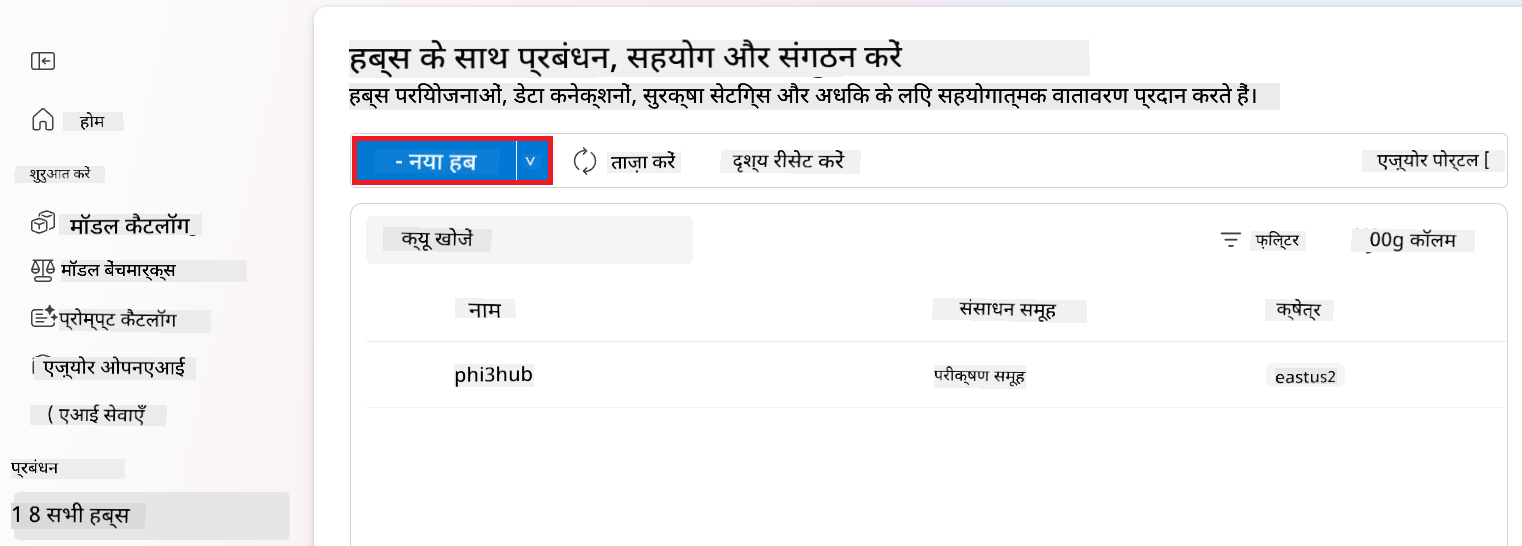 होम
शुरुआत करें
मॉडल कैटलॉग_
मॉडल बेंचमार्क्स
प्रोम्प्ट कैटलॉग
एज़्योर ओपनएआई
( एआई सेवाएँ
प्रबंधन
1 8 सभी हब्स
हब्स के साथ प्रबंधन, सहयोग और संगठन करें
हब्स परियोजनाओं, डेटा कनेक्शनों, सुरक्षा सेटिंग्स और अधिक के लिए सहयोगात्मक वातावरण प्रदान करते हैं।
- नया हब
ताज़ा करें
दृश्य रीसेट करें
एज़्योर पोर्टल [
क्यू खोजें
फ़िल्टर
00g कॉलम
नाम संसाधन समूह क्षेत्र
phi3hub परीक्षण समूह eastus2